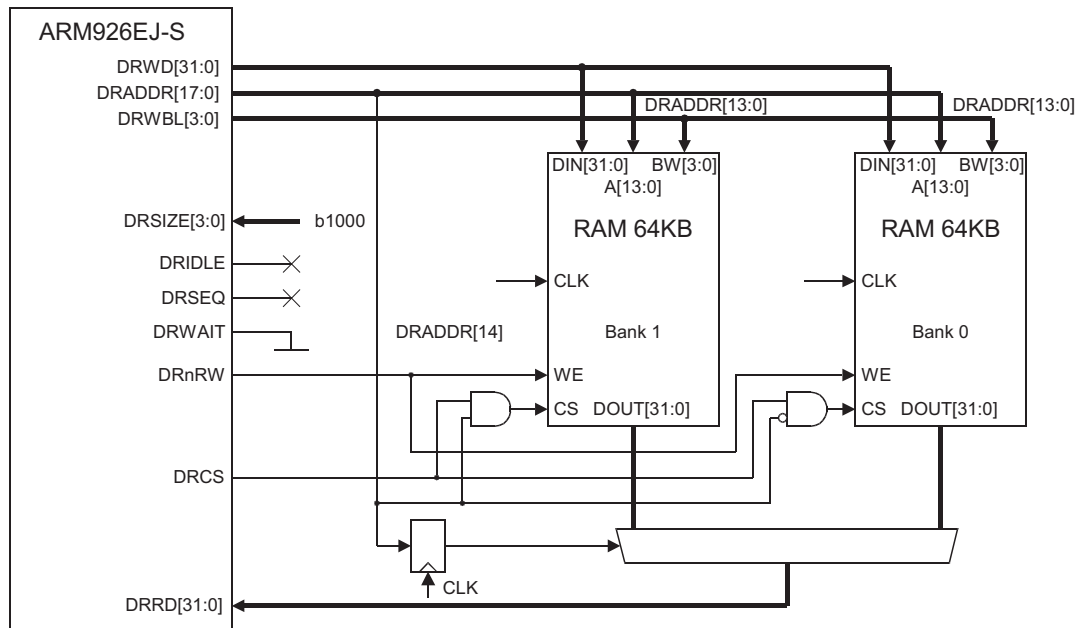 ARM926EJ-S
DRWD[31:0]
DRADDR[17:0]
DRADDR[13:0]
DRADDR[13:0]
DRWBL[3:0]
DIN[31:0] BW[3:0]
A[13:0]
RAM 64KB
DIN[31:0] BW[3:0]
A[13:0]
RAM 64KB
DRSIZE[3:0]
b1000
DRIDLE
CLK
CLK
DRSEQ
DRWAIT
DRADDR[14]
Bank 1
Bank 0
DRnRW
WE
WE
CS DOUT[31:0]
CS DOUT[31:0]
DRCS
CLK
DRRD[31:0]